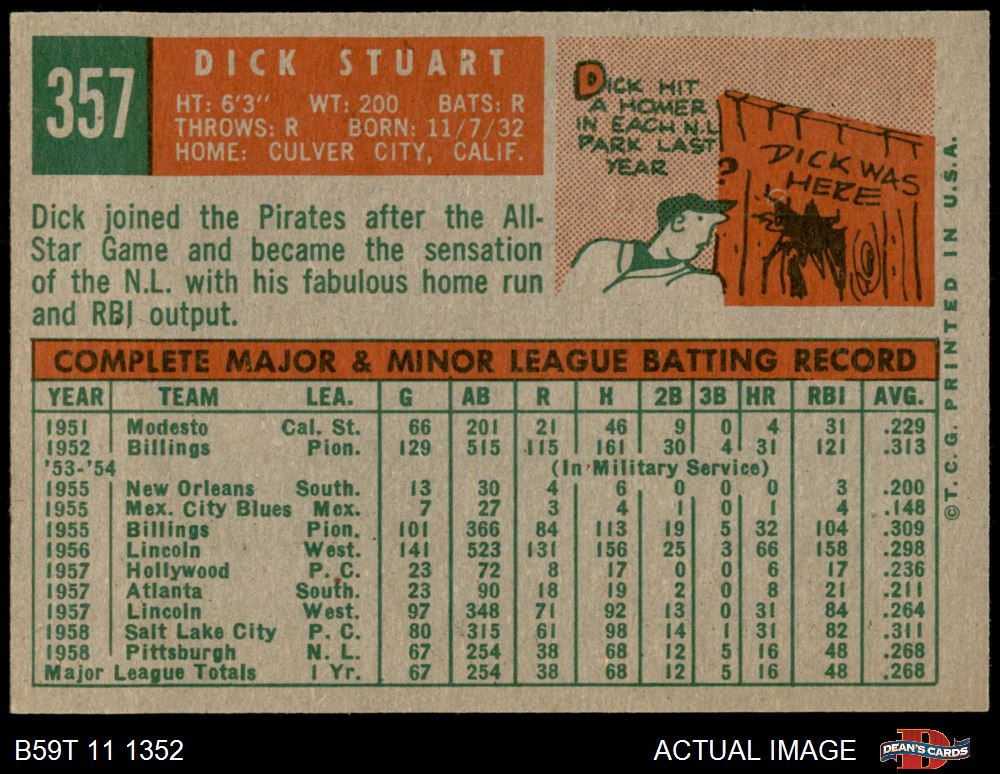 357
DICK STUART
HT: 6'3" WT: 200 BATS: R
THROWS: R BORN: 11/7/32
HOME: CULVER CITY, CALIF.
DICK HIT
A HOMER
IN EACH N.L.
PARK LAST
YEAR
?
DICK WAS
HERE
Dick joined the Pirates after the All-
Star Game and became the sensation
of the N.L. with his fabulous home run
and RBI output.
COMPLETE MAJOR & MINOR LEAGUE BATTING RECORD
YEAR TEAM LEA. G AB R H 2B 3B HR RBI AVG.
1951 Modesto Cal. St. 66 201 21 46 9 0 4 31 .229
1952 Billings Pion. 129 515 115 161 30 4 31 121 .313
'53-'54 (In Military Service)
1955 New Orleans South. 13 30 4 6 0 0 0 3 .200
1955 Mex. City Blues Mex. 7 27 3 4 1 0 1 4 .148
1955 Billings Pion. 101 366 84 113 19 5 32 104 .309
1956 Lincoln West. 141 523 131 156 25 3 66 158 .298
1957 Hollywood P. C. 23 72 8 17 0 0 6 17 .236
1957 Atlanta South. 23 90 18 19 2 0 8 21 .211
1957 Lincoln West. 97 348 71 92 13 0 31 84 .264
1958 Salt Lake City P. C. 80 315 61 98 14 1 31 82 .311
1958 Pittsburgh N. L. 67 254 38 68 12 5 16 48 .268
Major League Totals 1 Yr. 67 254 38 68 12 5 16 48 .268
©T. C. G. PRINTED IN U.S.A.
B59T 11 1352
ACTUAL IMAGE
DEAN'S CARDS